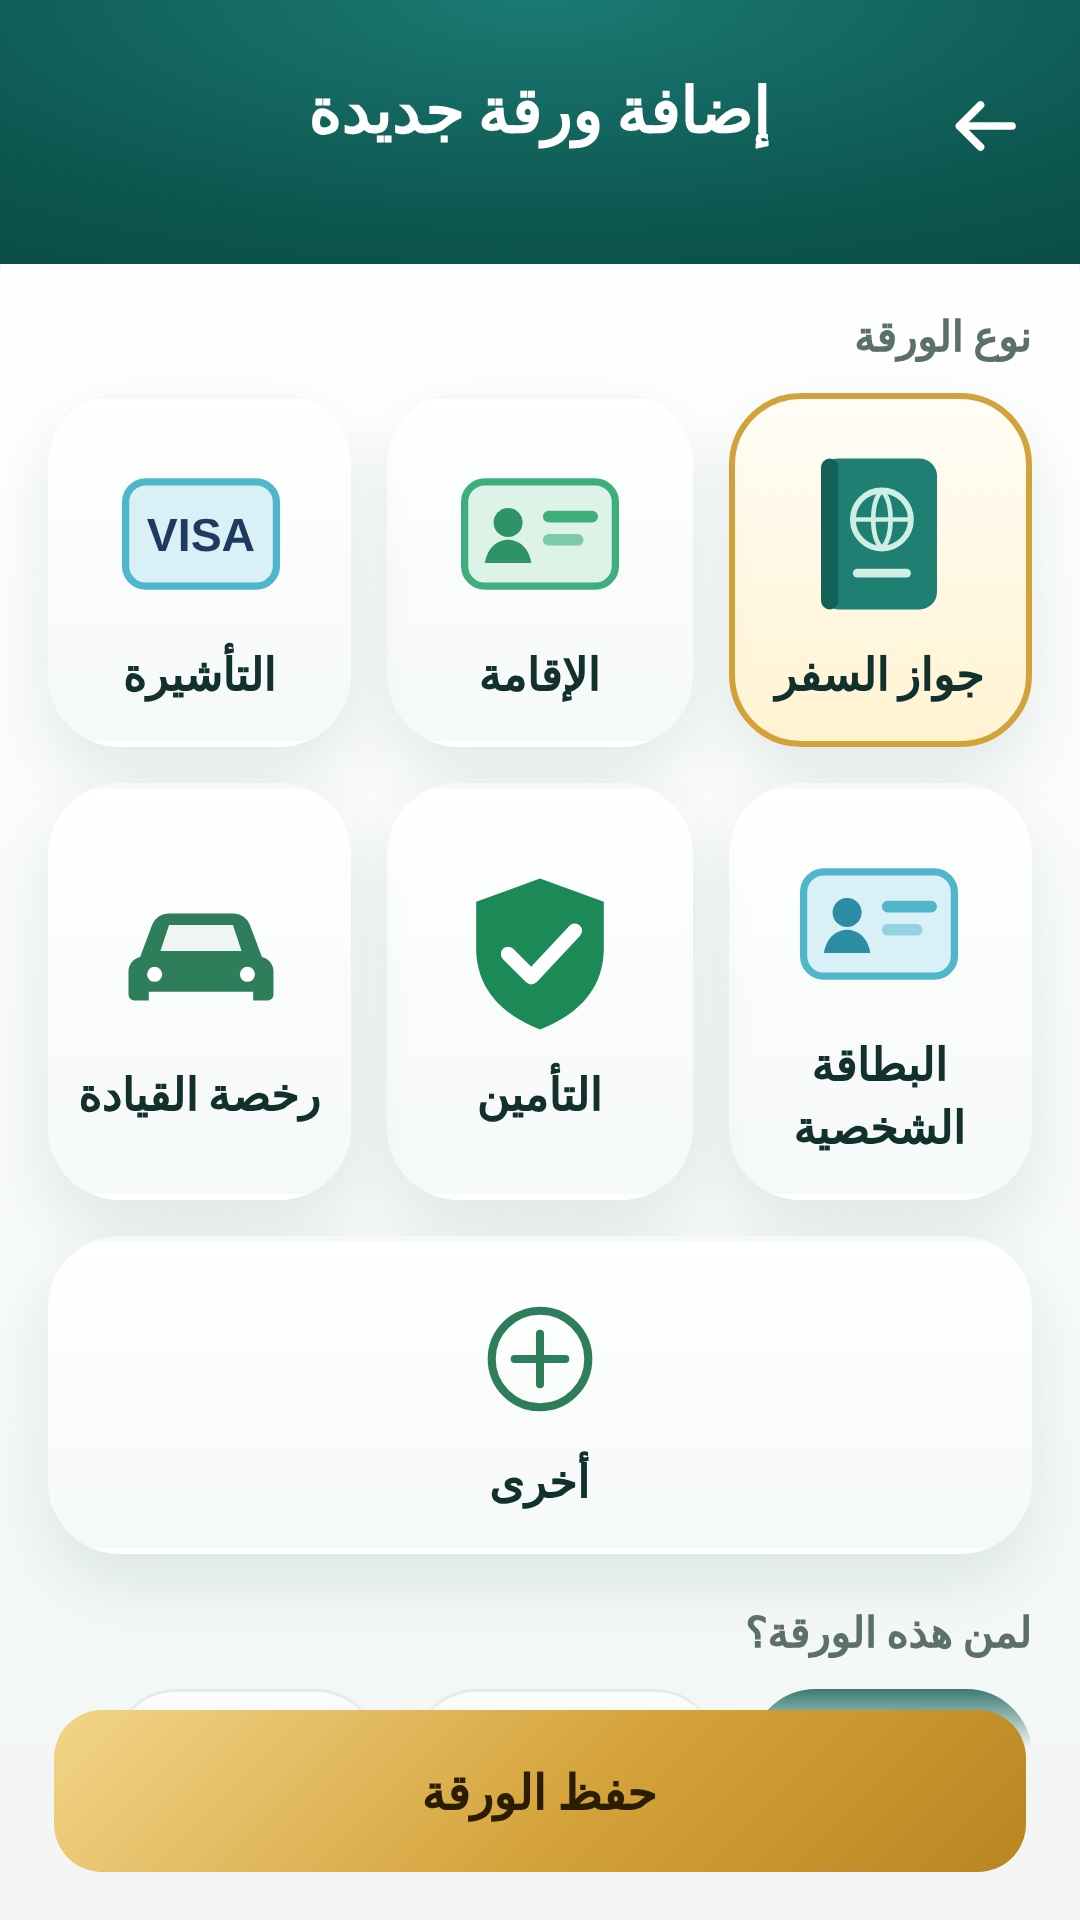 إضافة ورقة جديدة
نوع الورقة
جواز السفر
الإقامة
VISA
التأشيرة
البطاقة
الشخصية
التأمين
رخصة القيادة
أخرى
لمن هذه الورقة؟
حفظ الورقة